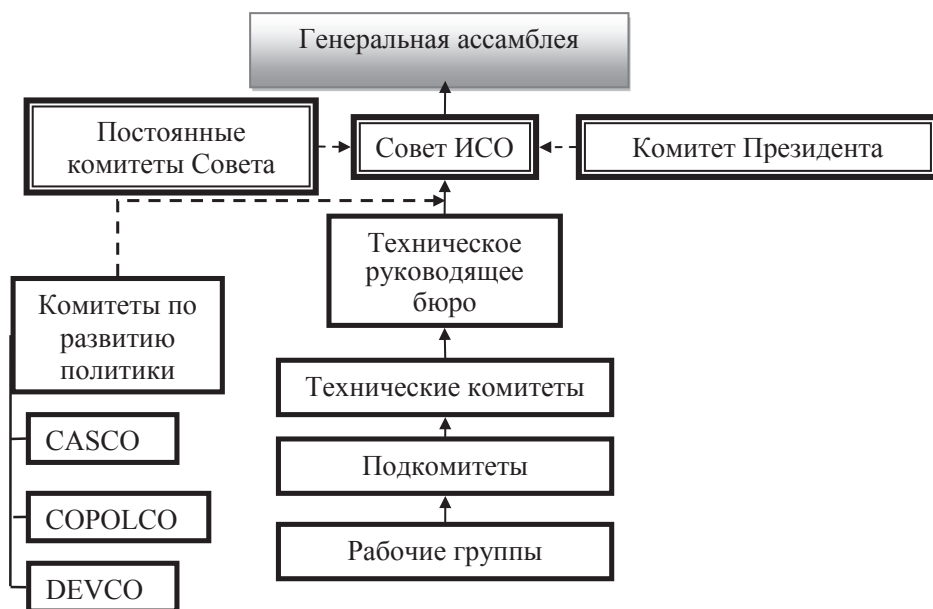 Генеральная ассамблея
Постоянные
комитеты Совета
Совет ИСО
Комитет Президента
Техническое
руководящее
бюро
Комитеты по
развитию
политики
Технические комитеты
CASCO
Подкомитеты
COPOLCO
Рабочие группы
DEVCO